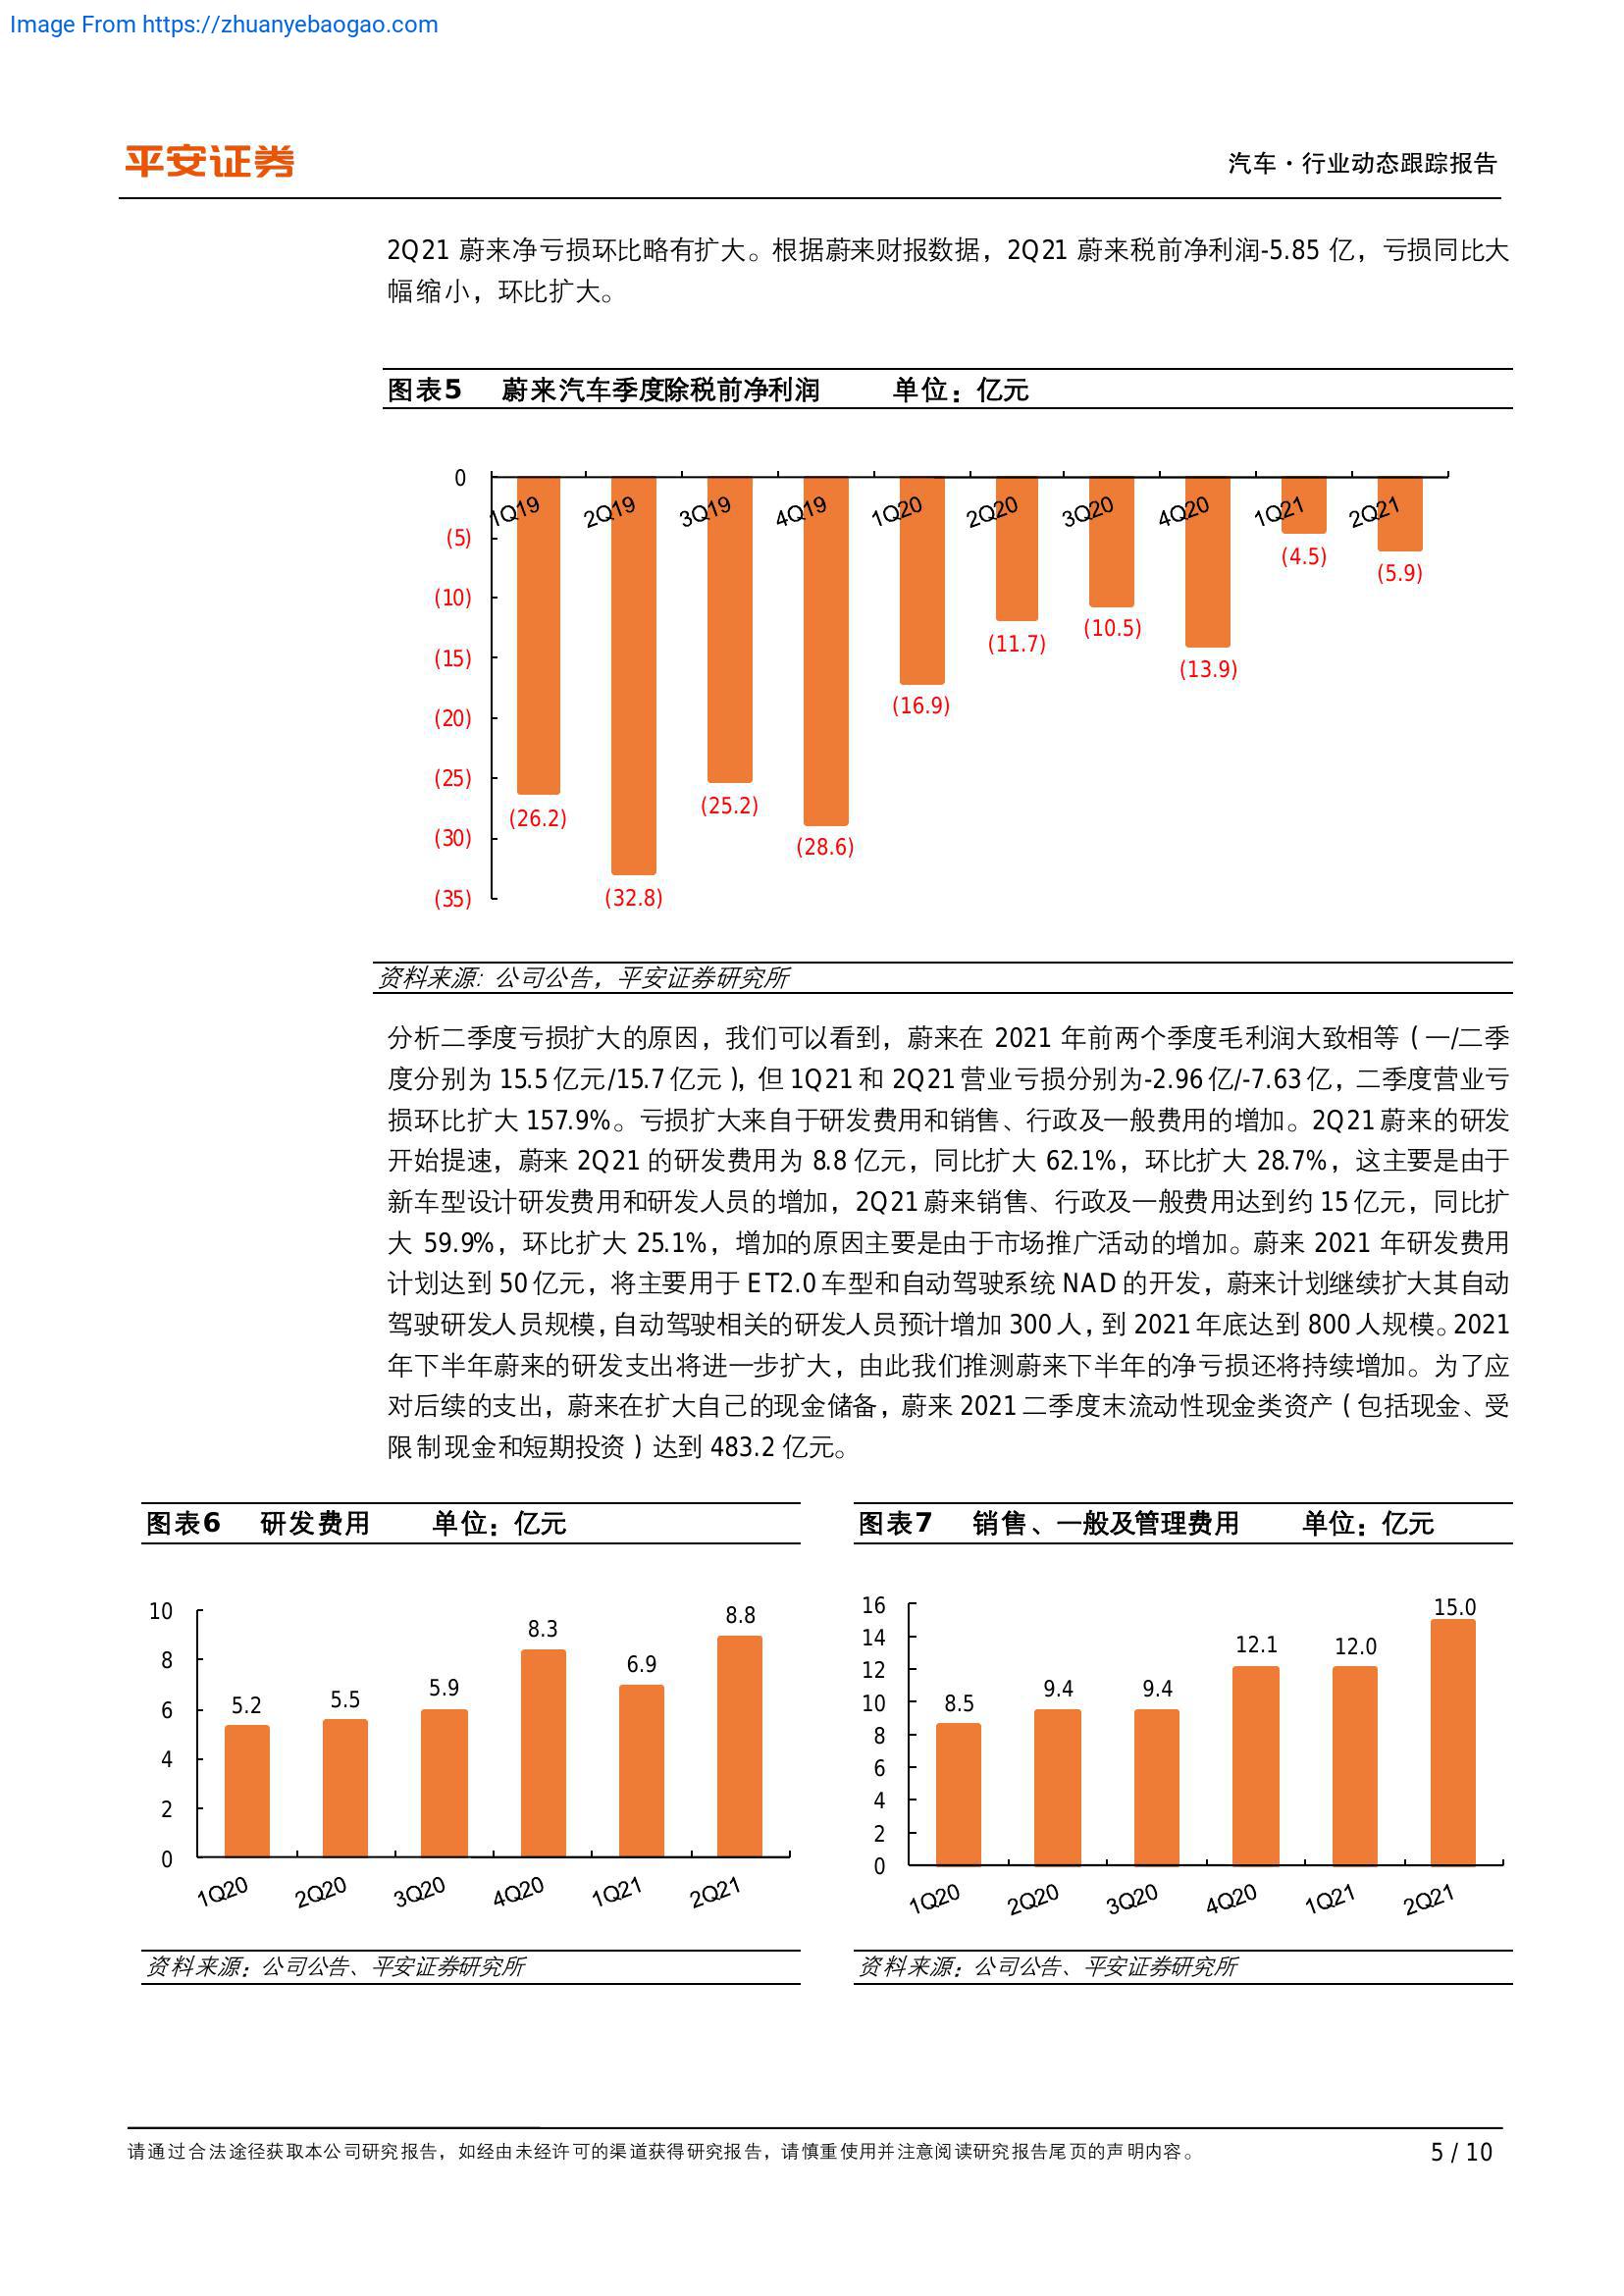 Image From https://zhuanyebaogao.com
平安证券
汽车·行业动态跟踪报告
2Q21 蔚来净亏损环比略有扩大。根据蔚来财报数据，2Q21 蔚来税前净利润-5.85 亿，亏损同比大
幅缩小，环比扩大。
图表5 蔚来汽车季度除税前净利润 单位：亿元
0
(5)
(10)
(15)
(20)
(25)
(30)
(35)
1Q19 2Q19 3Q19 4Q19 1Q20 2Q20 3Q20 4Q20 1Q21 2Q21
(26.2) (32.8) (25.2) (28.6) (16.9) (11.7) (10.5) (13.9) (4.5) (5.9)
资料来源: 公司公告，平安证券研究所
分析二季度亏损扩大的原因，我们可以看到，蔚来在 2021 年前两个季度毛利润大致相等（一/二季
度分别为 15.5 亿元/15.7 亿元），但 1Q21 和 2Q21 营业亏损分别为-2.96 亿/-7.63 亿，二季度营业亏
损环比扩大 157.9%。亏损扩大来自于研发费用和销售、行政及一般费用的增加。2Q21 蔚来的研发
开始提速，蔚来 2Q21 的研发费用为 8.8 亿元，同比扩大 62.1%，环比扩大 28.7%，这主要是由于
新车型设计研发费用和研发人员的增加，2Q21 蔚来销售、行政及一般费用达到约 15 亿元，同比扩
大 59.9%，环比扩大 25.1%，增加的原因主要是由于市场推广活动的增加。蔚来 2021 年研发费用
计划达到 50 亿元，将主要用于 ET2.0 车型和自动驾驶系统 NAD 的开发，蔚来计划继续扩大其自动
驾驶研发人员规模，自动驾驶相关的研发人员预计增加 300 人，到 2021 年底达到 800 人规模。2021
年下半年蔚来的研发支出将进一步扩大，由此我们推测蔚来下半年的净亏损还将持续增加。为了应
对后续的支出，蔚来在扩大自己的现金储备，蔚来 2021 二季度末流动性现金类资产（包括现金、受
限制现金和短期投资）达到 483.2 亿元。
图表6 研发费用 单位：亿元
10
8
6
4
2
0
5.2 5.5 5.9 8.3 6.9 8.8
1Q20 2Q20 3Q20 4Q20 1Q21 2Q21
资料来源：公司公告、平安证券研究所
图表7 销售、一般及管理费用 单位：亿元
16
14
12
10
8
6
4
2
0
8.5 9.4 9.4 12.1 12.0 15.0
1Q20 2Q20 3Q20 4Q20 1Q21 2Q21
资料来源：公司公告、平安证券研究所
请通过合法途径获取本公司研究报告，如经由未经许可的渠道获得研究报告，请慎重使用并注意阅读研究报告尾页的声明内容。
5 / 10